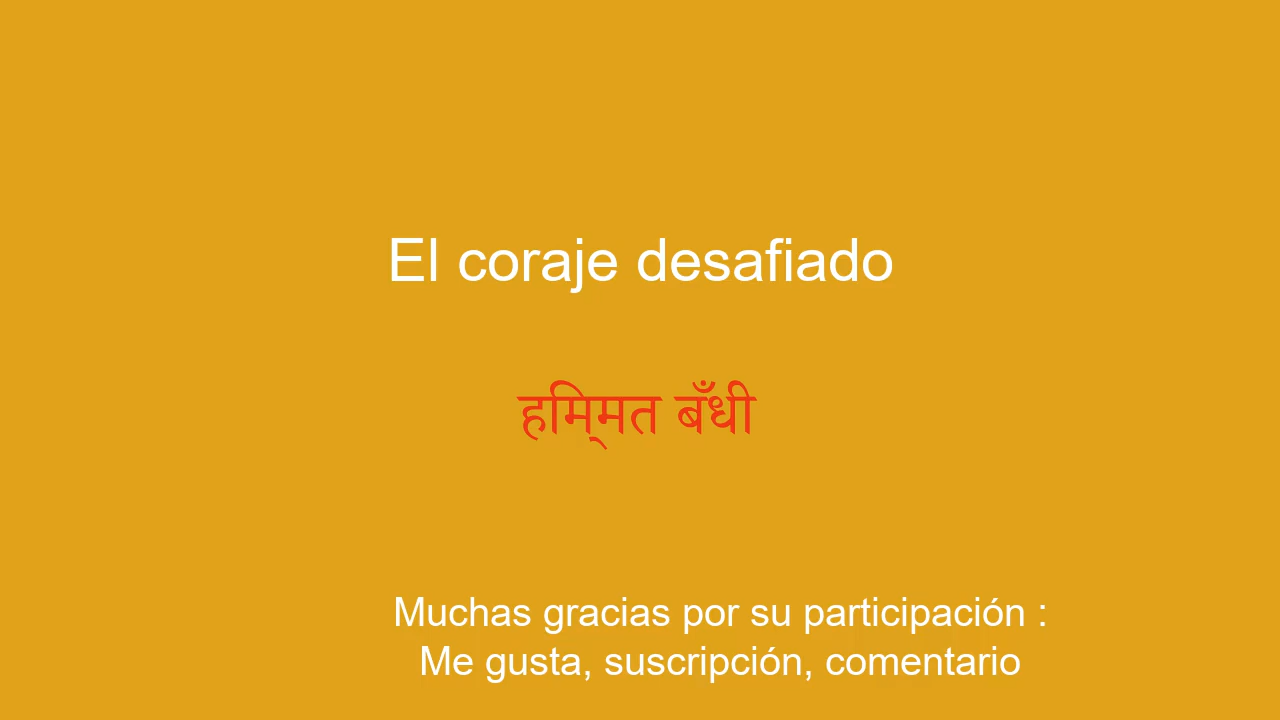 El coraje desafiado
हिम्मत बँधी
Muchas gracias por su participación :
Me gusta, suscripción, comentario